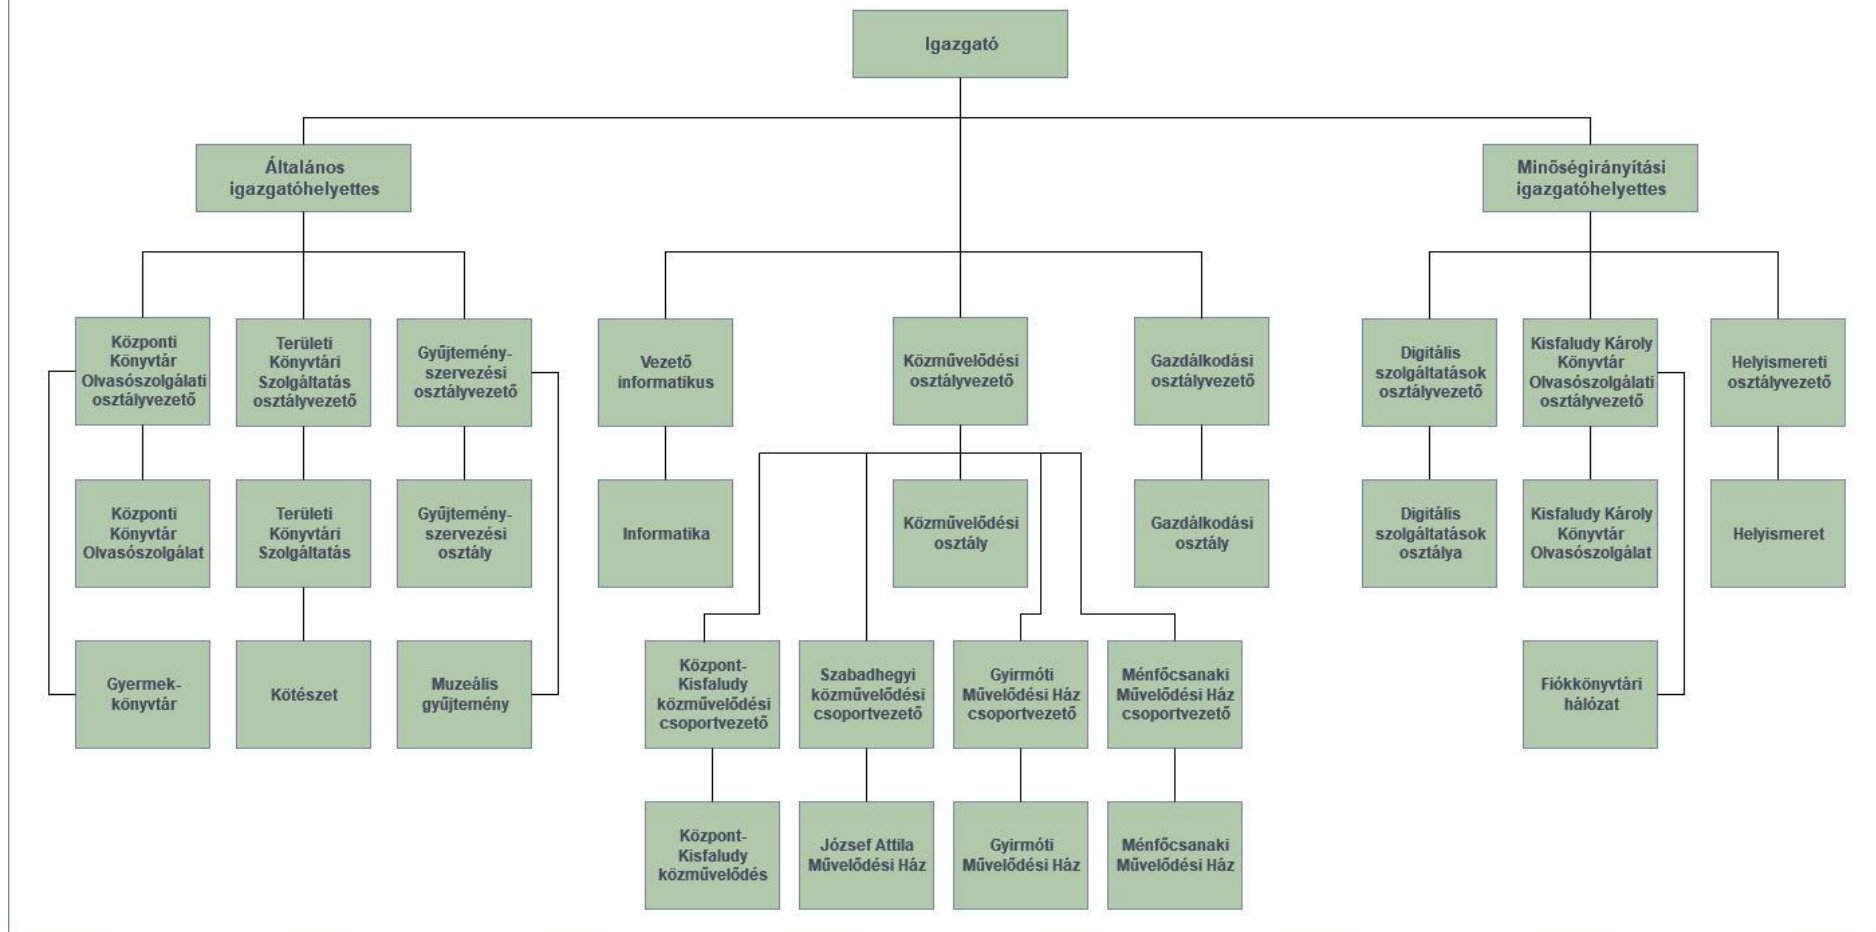 Igazgató
Általános
igazgatóhelyettes
Minőségirányítási
igazgatóhelyettes
Központi
Könyvtár
Olvasószolgálati
osztályvezető
Területi
Könyvtári
Szolgáltatás
osztályvezető
Gyűjtemény-
szervezési
osztályvezető
Vezető
informatikus
Közművelődési
osztályvezető
Gazdálkodási
osztályvezető
Digitális
szolgáltatások
osztályvezető
Kisfaludy Károly
Könyvtár
Olvasószolgálati
osztályvezető
Helyismereti
osztályvezető
Központi
Könyvtár
Olvasószolgálat
Területi
Könyvtári
Szolgáltatás
Gyűjtemény-
szervezési
osztály
Informatika
Közművelődési
osztály
Gazdálkodási
osztály
Digitális
szolgáltatások
osztálya
Kisfaludy Károly
Könyvtár
Olvasószolgálat
Helyismeret
Gyermek-
könyvtár
Kötészet
Muzeális
gyűjtemény
Központ-
Kisfaludy
közművelődési
csoportvezető
Szabadhegyi
közművelődési
csoportvezető
Gyirmóti
Művelődési Ház
csoportvezető
Ménfőcsanaki
Művelődési Ház
csoportvezető
Fiókkönyvtári
hálózat
Központ-
Kisfaludy
közművelődés
József Attila
Művelődési Ház
Gyirmóti
Művelődési Ház
Ménfőcsanaki
Művelődési Ház